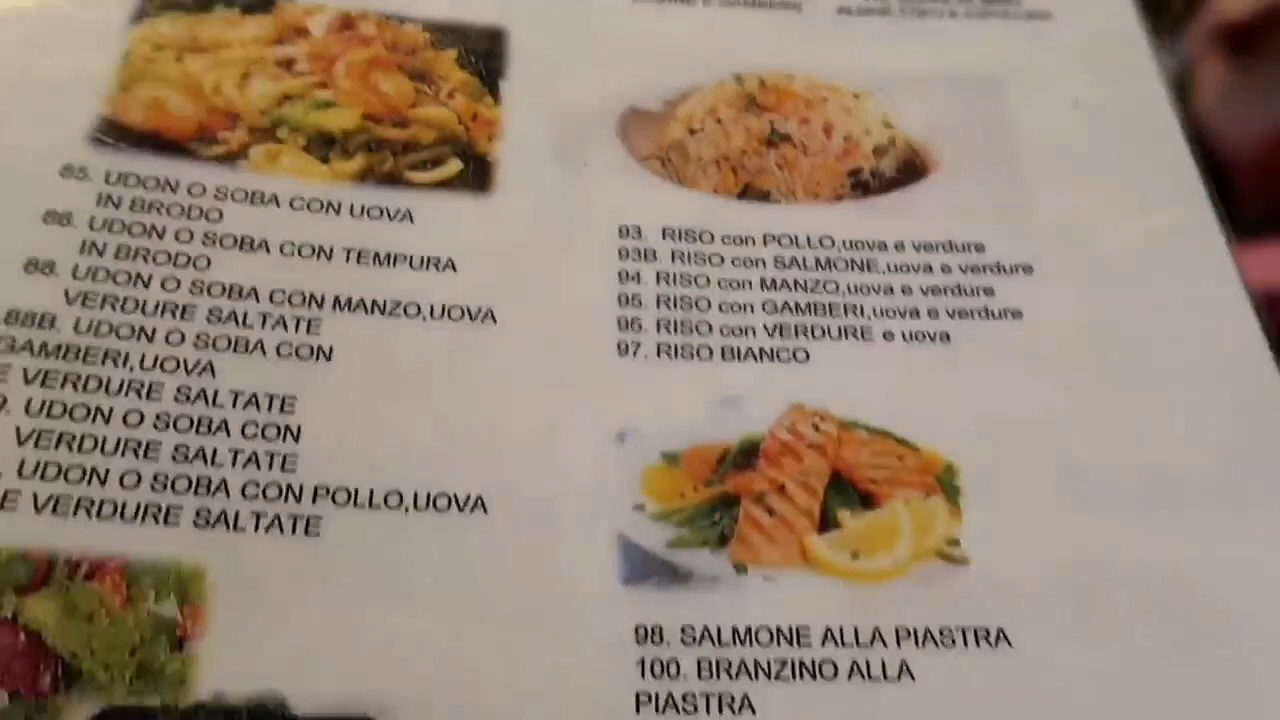 85. UDON O SOBA CON UOVA
IN BRODO
86. UDON O SOBA CON TEMPURA
IN BRODO
88. UDON O SOBA CON MANZO,UOVA
VERDURE SALTATE
88B. UDON O SOBA CON
GAMBERI,UOVA
E VERDURE SALTATE
. UDON O SOBA CON
VERDURE SALTATE
. UDON O SOBA CON POLLO,UOVA
E VERDURE SALTATE
93. RISO con POLLO,uova e verdure
93B. RISO con SALMONE,uova e verdure
94. RISO con MANZO,uova e verdure
95. RISO con GAMBERI,uova e verdure
96. RISO con VERDURE e uova
97. RISO BIANCO
98. SALMONE ALLA PIASTRA
100. BRANZINO ALLA
PIASTRA